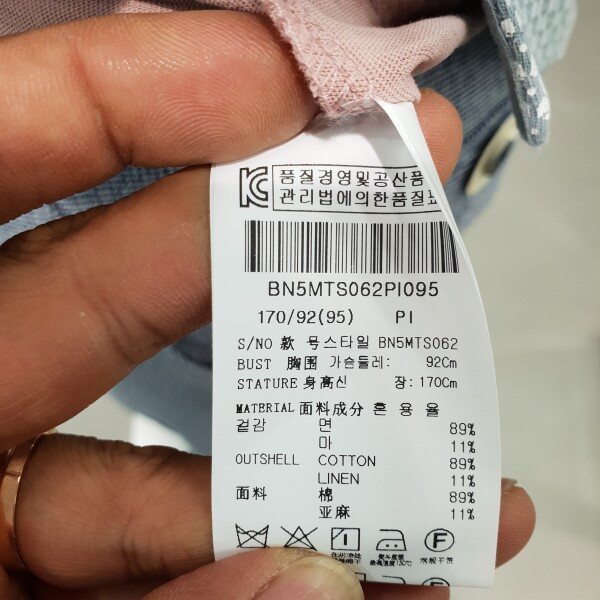 KC 품질경영및공산품
관리법에의한품질표
BN5MTS062PI095
170/92(95) PI
S/NO 款 号 스타일 BN5MTS062
BUST 胸围 가슴둘레: 92Cm
STATURE 身高신 장: 170Cm
MATERIAL 面料成分 혼 용 율
겉감 면 89%
마 11%
OUTSHELL COTTON 89%
LINEN 11%
面料 棉 89%
亚麻 11%
I F